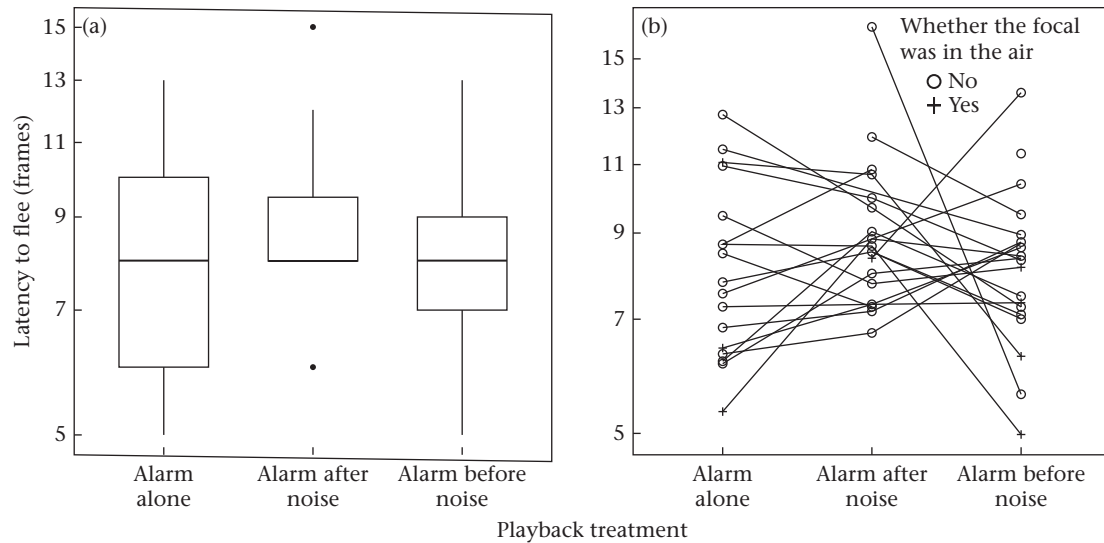 (a)
15
13
11
9
7
5
Latency to flee (frames)
Alarm alone
Alarm after noise
Alarm before noise
(b)
Whether the focal
was in the air
No
Yes
15
13
11
9
7
5
Alarm alone
Alarm after noise
Alarm before noise
Playback treatment